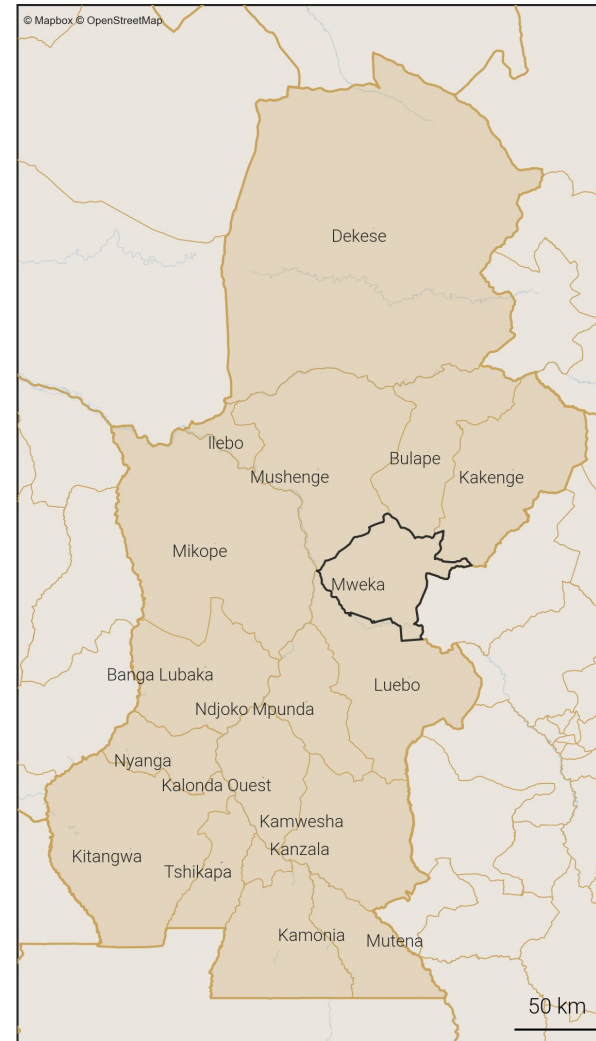 © Mapbox © OpenStreetMap
Dekese
Ilebo
Bulape
Mushenge
Kakenge
Mikope
Mweka
Banga Lubaka
Luebo
Ndjoko Mpunda
Nyanga
Kalonda Ouest
Kamwesha
Kanzala
Kitangwa
Tshikapa
Kamonia
Mutena
50 km